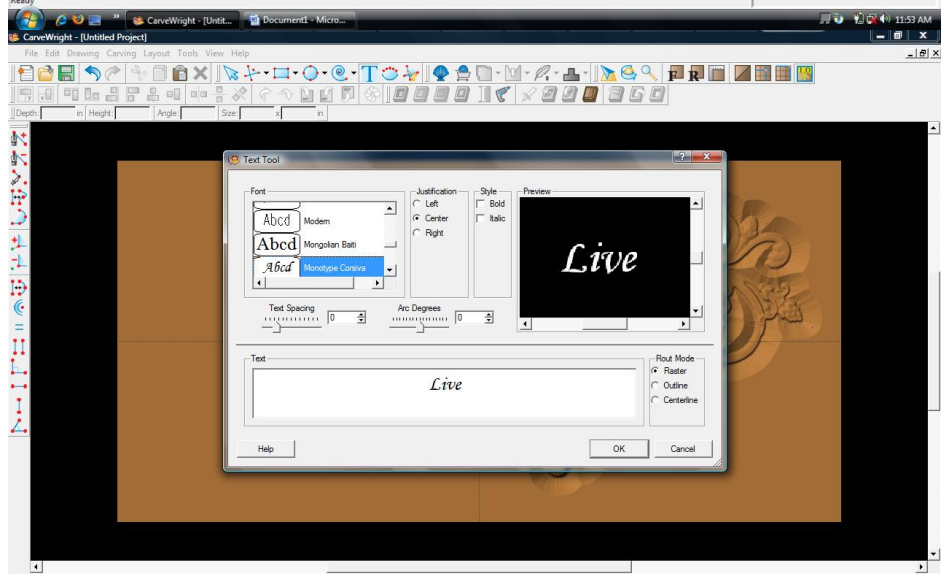 Ready
CarveWright - [Untit...
Document1 - Micro...
11:53 AM
CarveWright - [Untitled Project]
File Edit Drawing Carving Layout Tools View Help
F R
Depth: in Height: Angle: Size: x in
Text Tool
Font
Abcd Modern
Abcd Mongolian Baiti
Abcd Monotype Corsiva
Justification
Left
Center
Right
Style
Bold
Italic
Preview
Live
Text Spacing
0
Arc Degrees
0
Text
Live
Rout Mode
Raster
Outline
Centerline
Help
OK
Cancel